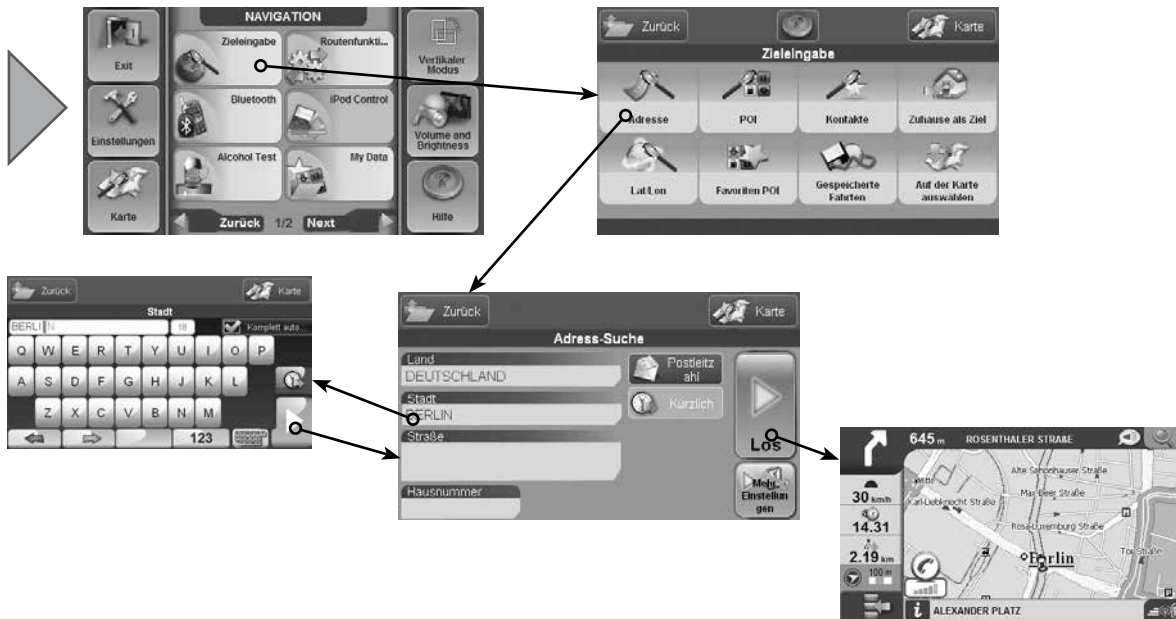 NAVIGATION
Exit
Zieleingabe
Routenfunkti...
Vertikaler
Modus
Einstellungen
Bluetooth
iPod Control
Volume and
Brightness
Karte
Alcohol Test
My Data
Hilfe
Zurück 1/2 Next
Zurück
Karte
Zieleingabe
Adresse
POI
Kontakte
Zuhause als Ziel
Lat/Lon
Favoriten POI
Gespeicherte
Fahrten
Auf der Karte
auswählen
Zurück
Karte
Stadt
BERLIN
18
Komplett auto...
Q W E R T Y U I O P
A S D F G H J K L
Z X C V B N M
123
Zurück
Karte
Adress-Suche
Land
DEUTSCHLAND
Postleitz
ahl
Stadt
BERLIN
Kürzlich
Straße
Los
Hausnummer
Mehr
Einstellun
gen
645 m ROSENTHALER STRAßE
Alte Schönhauser Straße
Mitte
30 km/h
Karl-Liebknecht Straße
Max-Beer Straße
14.31
Rosa-Luxemburg Straße
2.19 km
Berlin
Tor Straße
100 m
i ALEXANDER PLATZ